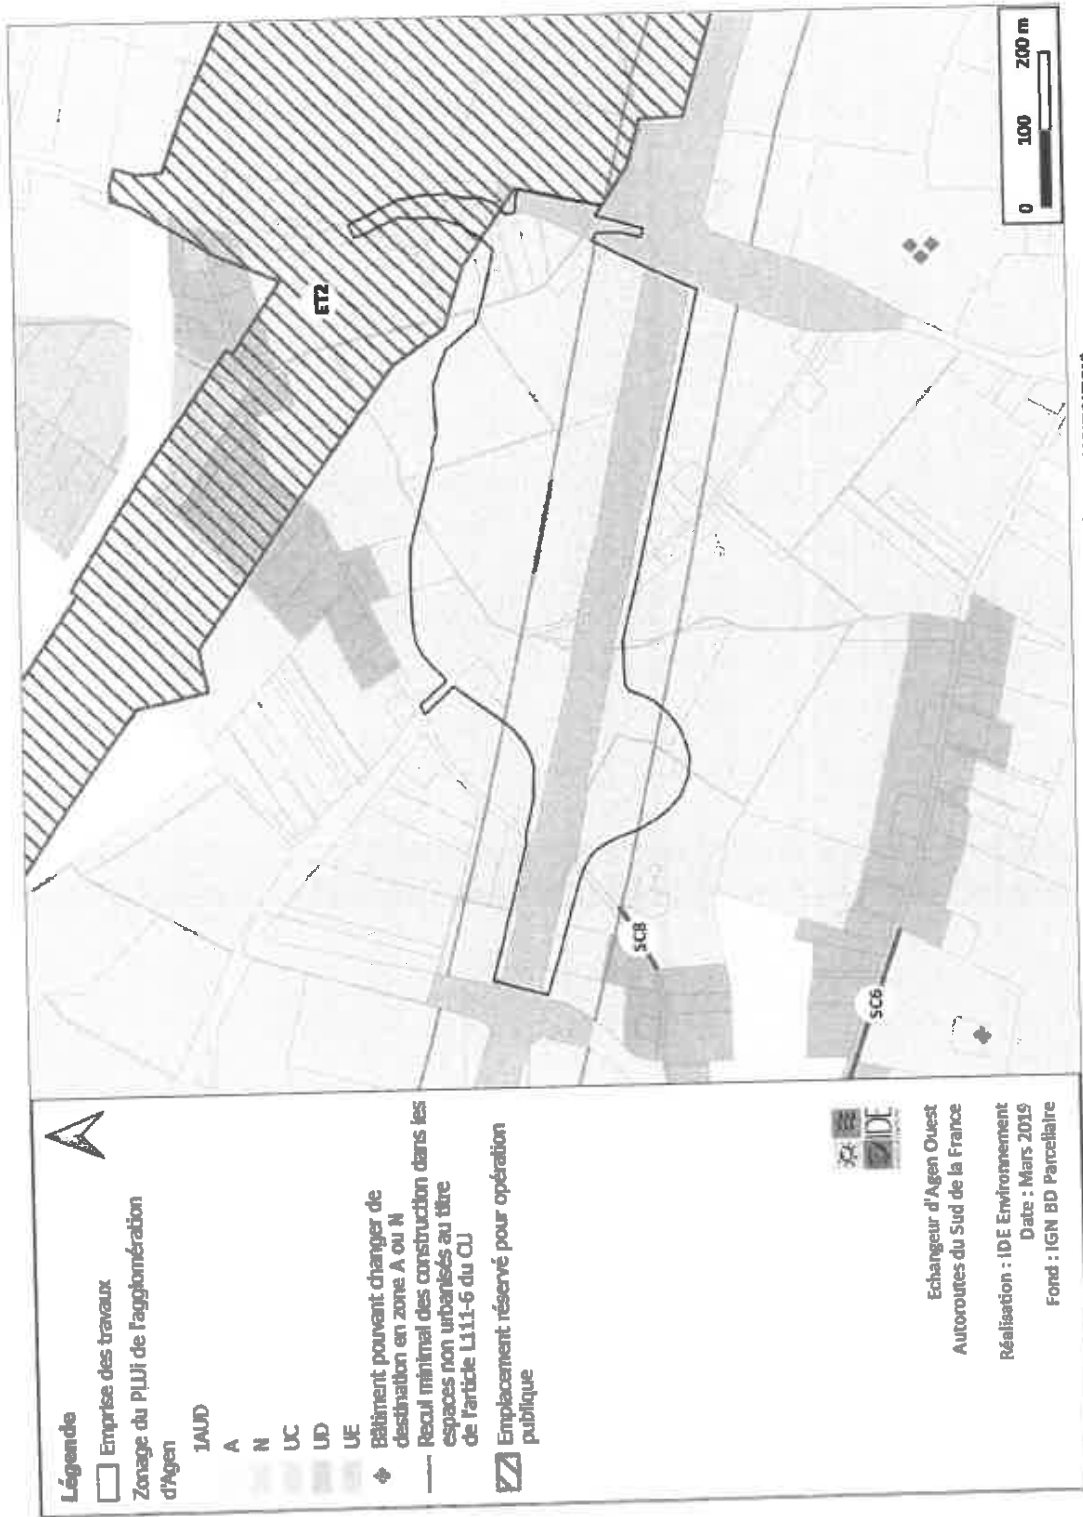 Légende
Emprise des travaux
Zonage du PLUi de l'agglomération
d'Agen
1AUD
A
N
UC
UD
UE
Bâtiment pouvant changer de
destination en zone A ou N
Recul minimal des construction dans les
espaces non urbanisés au titre
de l'article L111-6 du CU
Emplacement réservé pour opération
publique
IDE
Echangeur d'Agen Ouest
Autoroutes du Sud de la France
Réalisation : IDE Environnement
Date : Mars 2019
Fond : IGN BD Parcellaire
ET2
SC8
SC6
0 100 200 m